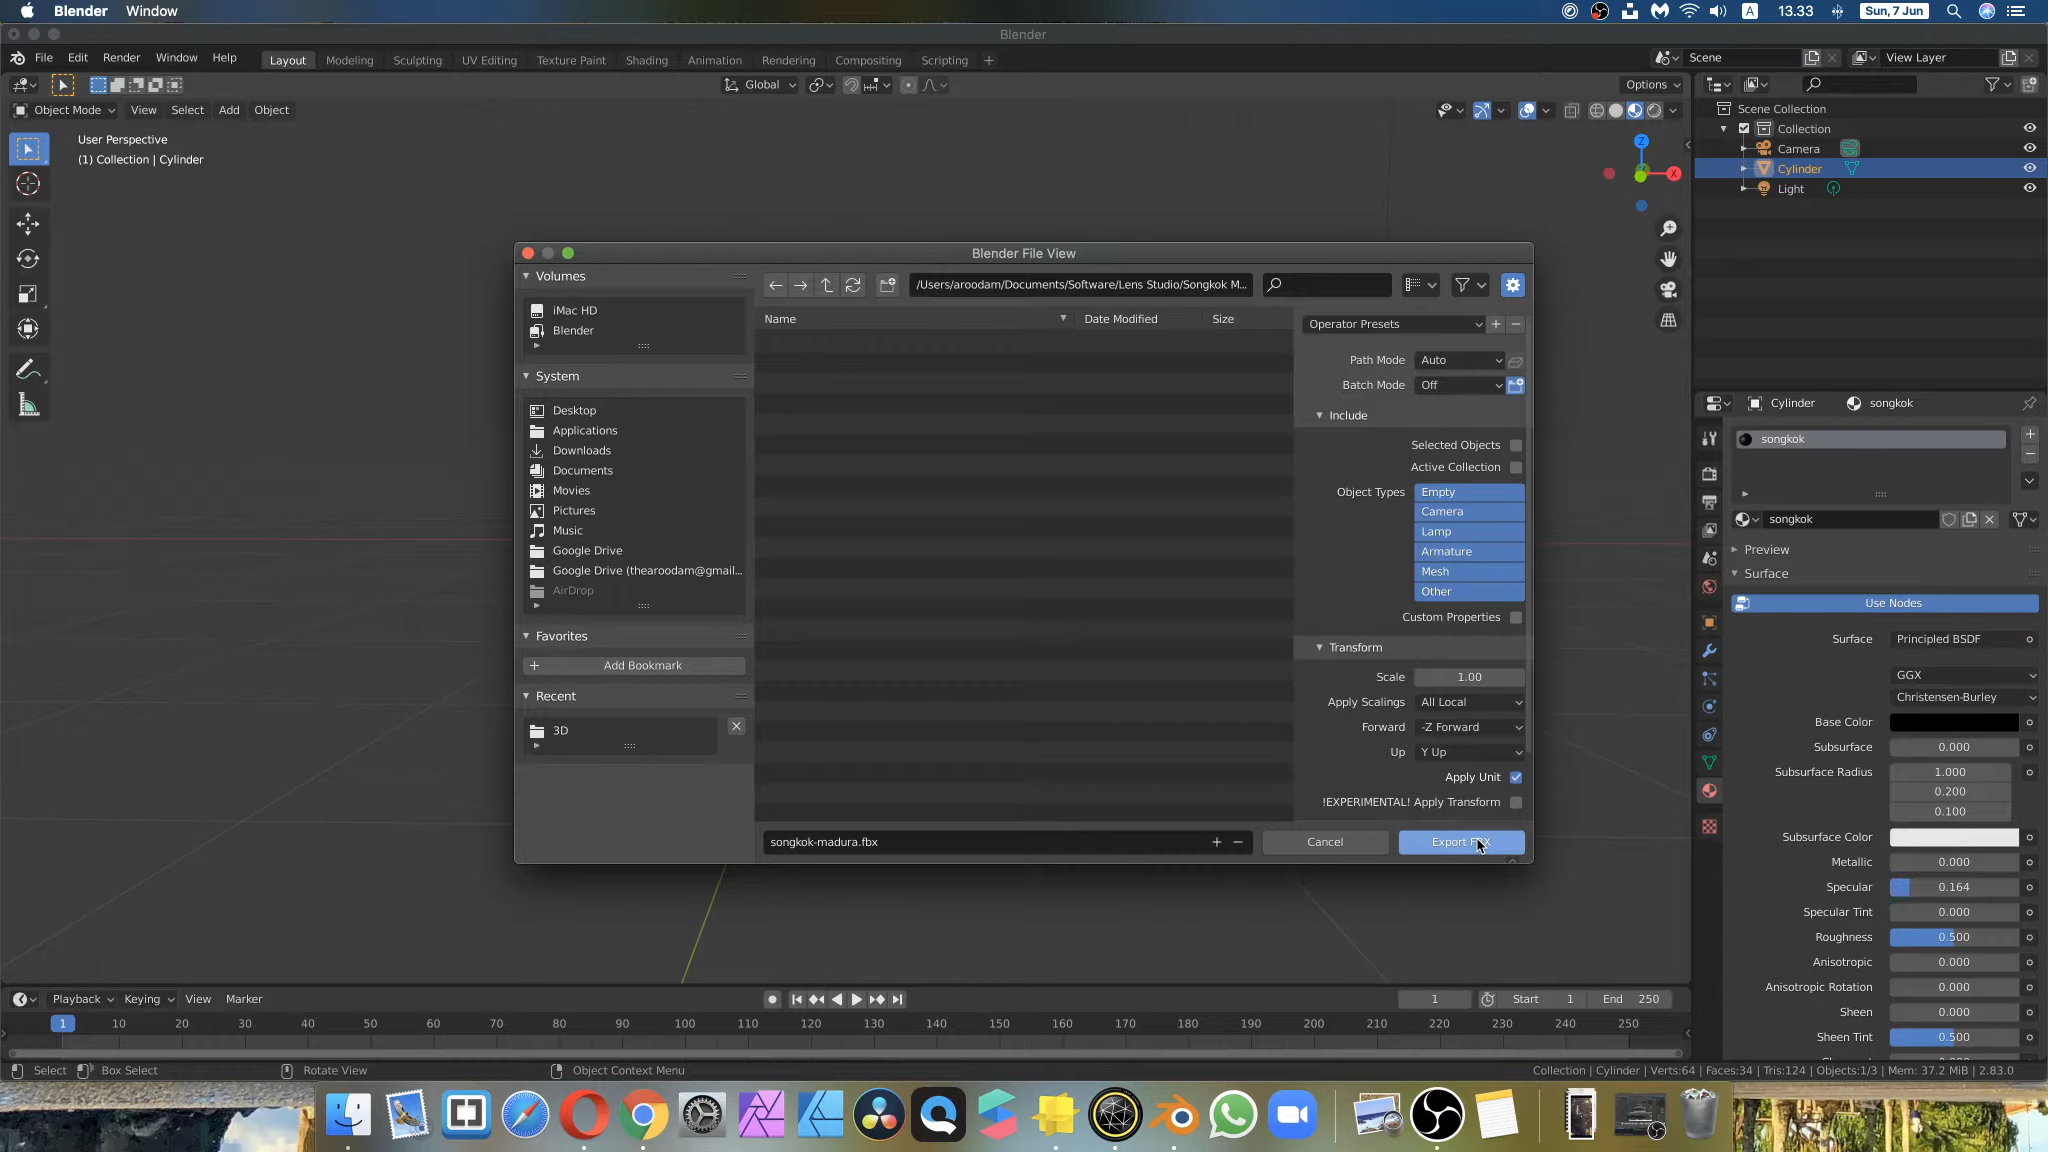 Blender Window
A 13.33 Sun, 7 Jun
Blender
File Edit Render Window Help Layout Modeling Sculpting UV Editing Texture Paint Shading Animation Rendering Compositing Scripting + Scene View Layer
Global Options
Object Mode View Select Add Object
User Perspective
(1) Collection | Cylinder
Z
X
Scene Collection
Collection
Camera
Cylinder
Light
Blender File View
Volumes
iMac HD
Blender
System
Desktop
Applications
Downloads
Documents
Movies
Pictures
Music
Google Drive
Google Drive (thearoodam@gmail...
AirDrop
Favorites
+ Add Bookmark
Recent
3D
/Users/aroodam/Documents/Software/Lens Studio/Songkok M...
Name Date Modified Size
Operator Presets
Path Mode Auto
Batch Mode Off
Include
Selected Objects
Active Collection
Object Types Empty
Camera
Lamp
Armature
Mesh
Other
Custom Properties
Transform
Scale 1.00
Apply Scalings All Local
Forward -Z Forward
Up Y Up
Apply Unit
!EXPERIMENTAL! Apply Transform
songkok-madura.fbx + − Cancel Export FBX
Cylinder songkok
songkok
songkok
Preview
Surface
Use Nodes
Surface Principled BSDF
GGX
Christensen-Burley
Base Color
Subsurface 0.000
Subsurface Radius 1.000
0.200
0.100
Subsurface Color
Metallic 0.000
Specular 0.164
Specular Tint 0.000
Roughness 0.500
Anisotropic 0.000
Anisotropic Rotation 0.000
Sheen 0.000
Sheen Tint 0.500
Playback Keying View Marker 1 Start 1 End 250
1 10 20 30 40 50 60 70 80 90 100 110 120 130 140 150 160 170 180 190 200 210 220 230 240 250
Select Box Select Rotate View Object Context Menu Collection | Cylinder | Verts:64 | Faces:34 | Tris:124 | Objects:1/3 | Mem: 37.2 MiB | 2.83.0